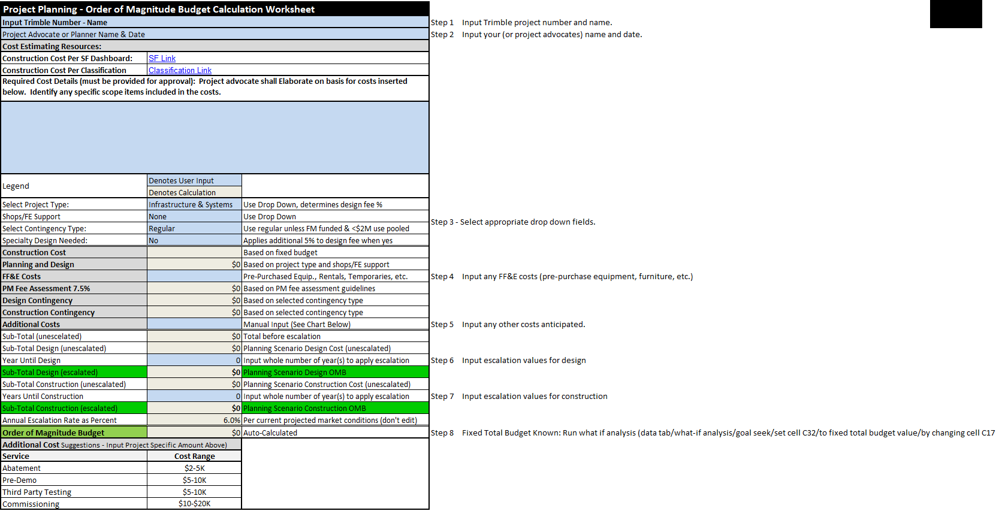 Project Planning - Order of Magnitude Budget Calculation Worksheet
Input Trimble Number - Name
Step 1 Input Trimble project number and name.
Project Advocate or Planner Name & Date
Step 2 Input your (or project advocates) name and date.
Cost Estimating Resources:
Construction Cost Per SF Dashboard: SF Link
Construction Cost Per Classification Classification Link
Required Cost Details (must be provided for approval): Project advocate shall Elaborate on basis for costs inserted
below. Identify any specific scope items included in the costs.
Legend
Denotes User Input
Denotes Calculation
Select Project Type: Infrastructure & Systems Use Drop Down, determines design fee %
Shops/FE Support None Use Drop Down
Step 3 - Select appropriate drop down fields.
Select Contingency Type: Regular Use regular unless FM funded & <$2M use pooled
Specialty Design Needed: No Applies additional 5% to design fee when yes
Construction Cost Based on fixed budget
Planning and Design $0 Based on project type and shops/FE support
FF&E Costs Pre-Purchased Equip., Rentals, Temporaries, etc. Step 4 Input any FF&E costs (pre-purchase equipment, furniture, etc.)
PM Fee Assessment 7.5% $0 Based on PM fee assessment guidelines
Design Contingency $0 Based on selected contingency type
Construction Contingency $0 Based on selected contingency type
Additional Costs Manual Input (See Chart Below) Step 5 Input any other costs anticipated.
Sub-Total (unescelated) $0 Total before escalation
Sub-Total Design (unescalated) $0 Planning Scenario Design Cost (unescalated)
Year Until Design 0 Input whole number of year(s) to apply escalation Step 6 Input escalation values for design
Sub-Total Design (escalated) $0 Planning Scenario Design OMB
Sub-Total Construction (unescalated) $0 Planning Scenario Construction Cost (unescalated)
Years Until Construction 0 Input whole number of year(s) to apply escalation Step 7 Input escalation values for construction
Sub-Total Construction (escalated) $0 Planning Scenario Construction OMB
Annual Escalation Rate as Percent 6.0% Per current projected market conditions (don't edit)
Order of Magnitude Budget $0 Auto-Calculated Step 8 Fixed Total Budget Known: Run what if analysis (data tab/what-if analysis/goal seek/set cell C32/to fixed total budget value/by changing cell C17
Additional Cost Suggestions - Input Project Specific Amount Above)
Service Cost Range
Abatement $2-5K
Pre-Demo $5-10K
Third Party Testing $5-10K
Commissioning $10-$20K